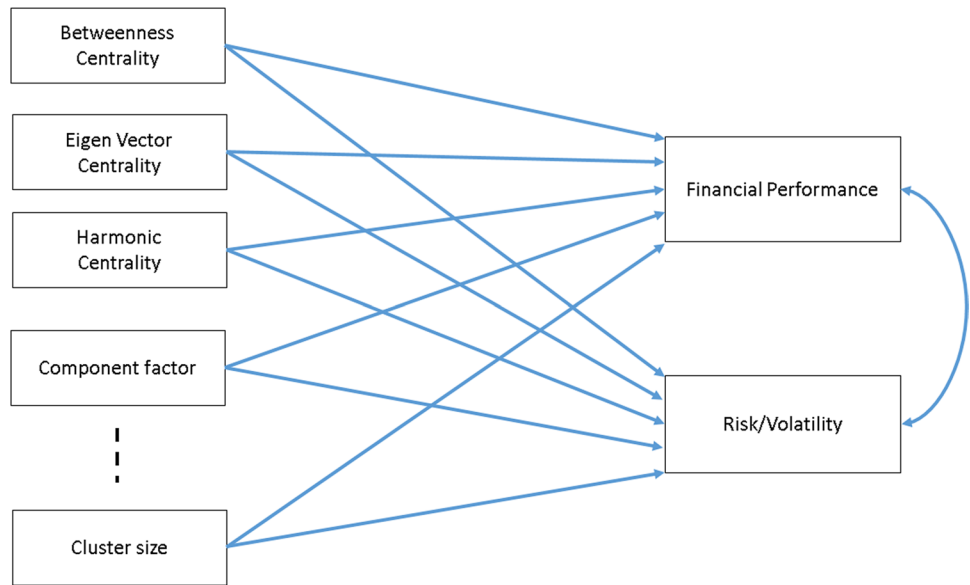 Betweenness
Centrality
Eigen Vector
Centrality
Harmonic
Centrality
Component factor
Cluster size
Financial Performance
Risk/Volatility